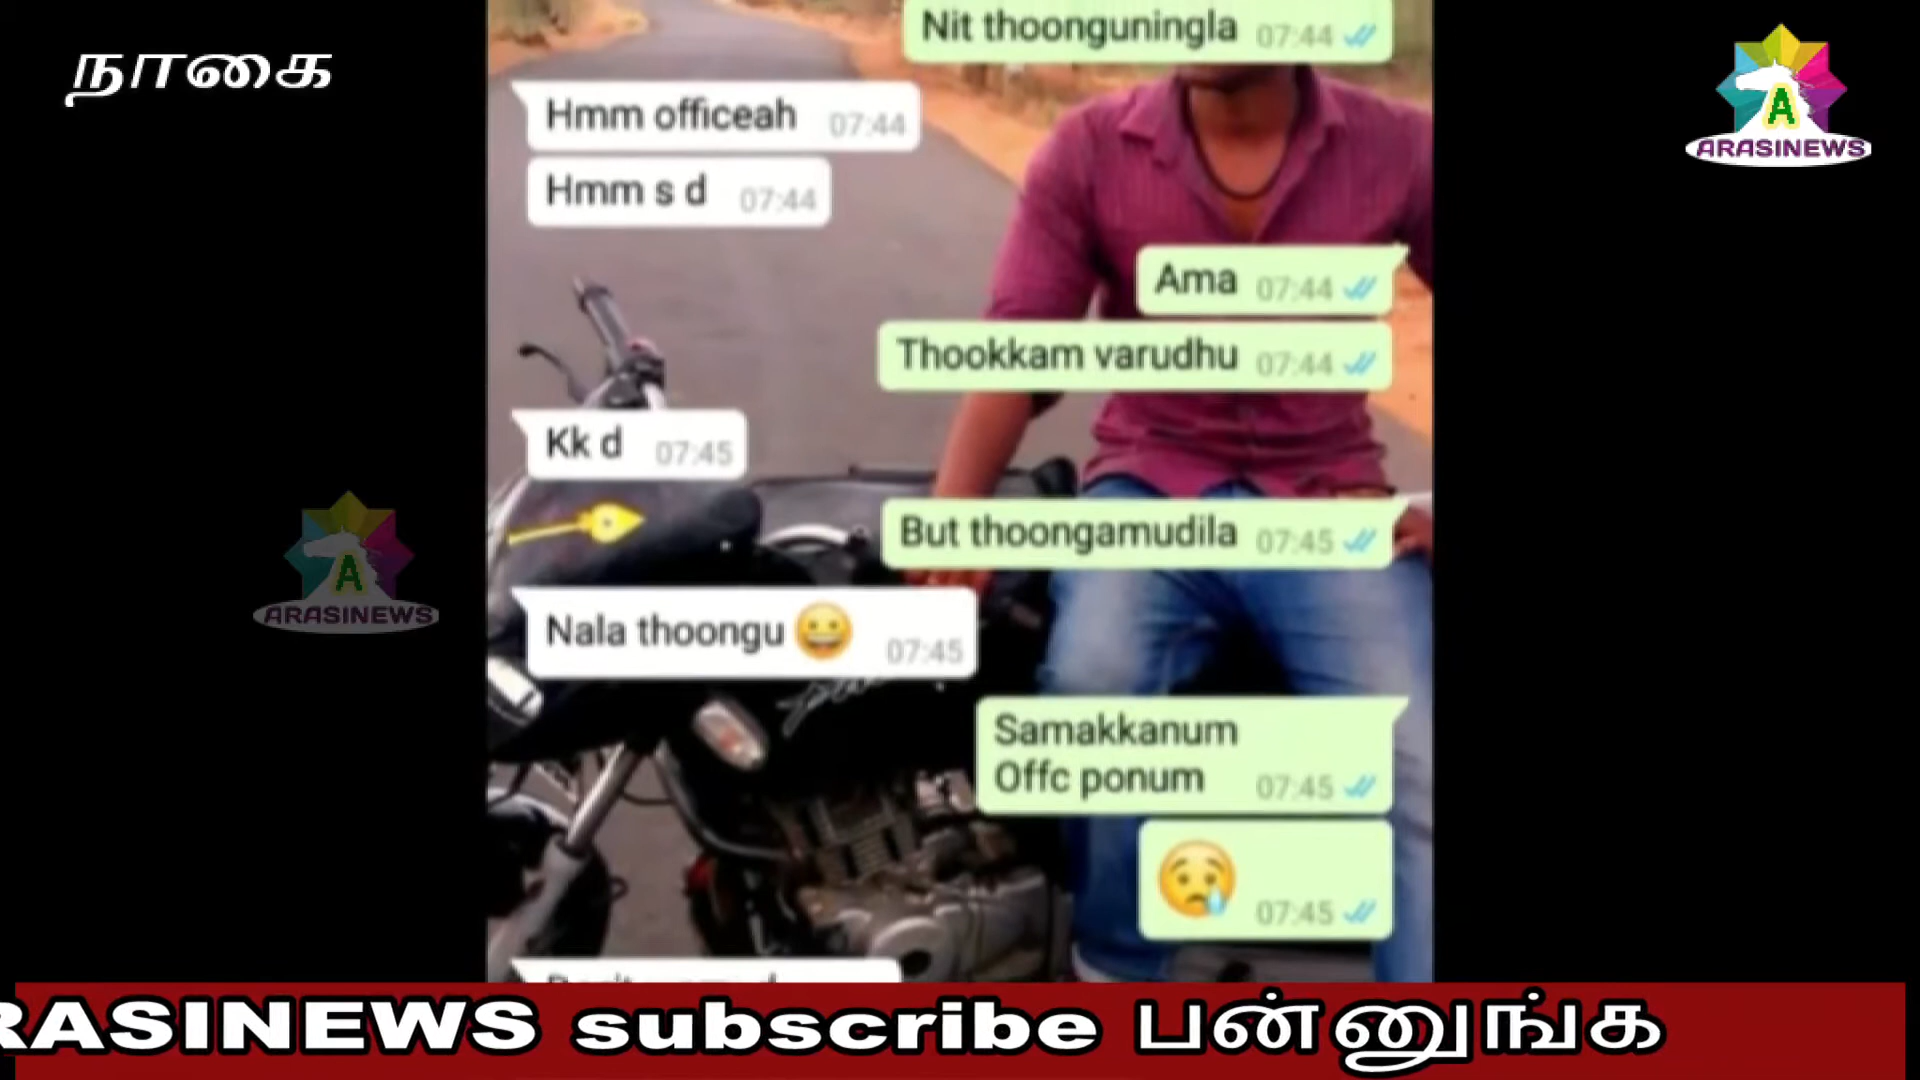 நாகை
ARASINEWS
Nit thoonguningla 07:44
Hmm officeah 07:44
Hmm s d 07:44
Ama 07:44
Thookkam varudhu 07:44
Kk d 07:45
But thoongamudila 07:45
Nala thoongu 😀 07:45
Samakkanum
Offc ponum 07:45
😢 07:45
A
ARASINEWS
A
RASINEWS subscribe பன்னுங்க